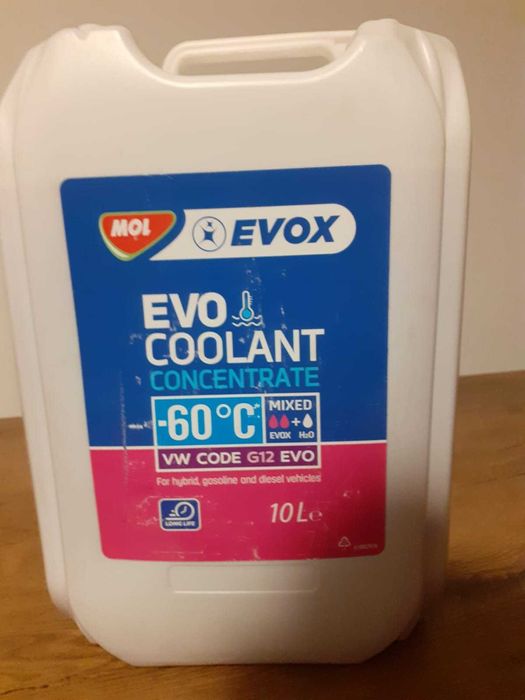 MOL
EVOX
EVO
COOLANT
CONCENTRATE
-60°C
MIXED
+
EVOX H₂O
VW CODE G12 EVO
For hybrid, gasoline and diesel vehicles
LONG LIFE
10 L℮